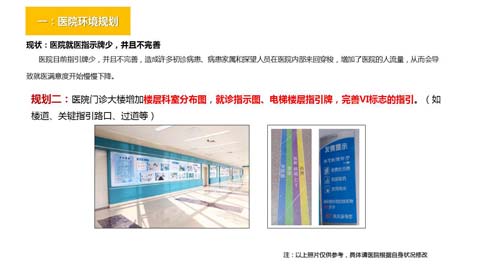 一：医院环境规划
现状：医院就医指示牌少，并且不完善
医院目前指引牌少，并且不完善，造成许多初诊病患、病患家属和探望人员在医院内部来回穿梭，增加了医院的人流量，从而会导
致就医满意度开始慢慢下降。
规划二：医院门诊大楼增加楼层科室分布图，就诊指示图、电梯楼层指引牌，完善VI标志的指引。（如
楼道、关键指引路口、过道等）
注：以上照片仅供参考，具体请医院根据自身状况修改